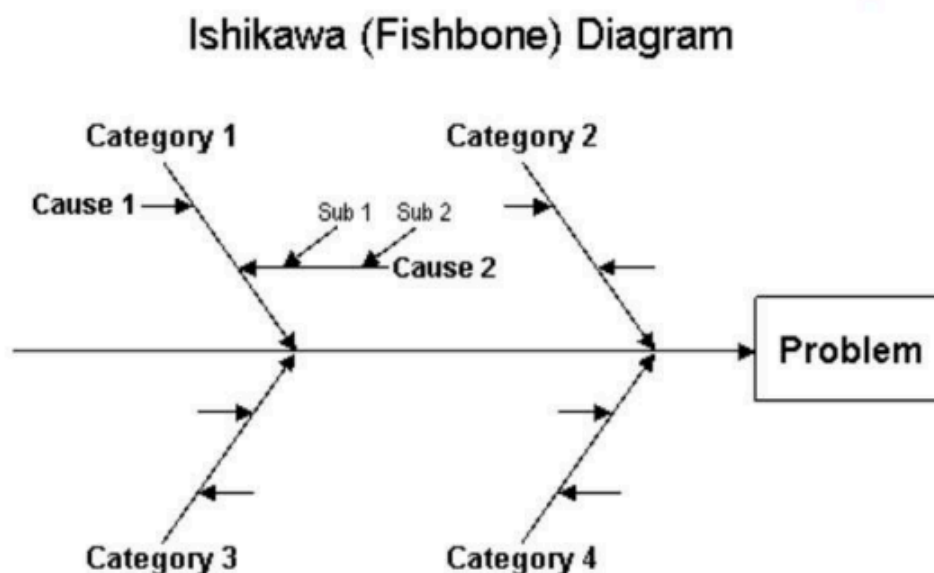 Ishikawa (Fishbone) Diagram
Category 1
Category 2
Cause 1
Sub 1
Sub 2
Cause 2
Problem
Category 3
Category 4